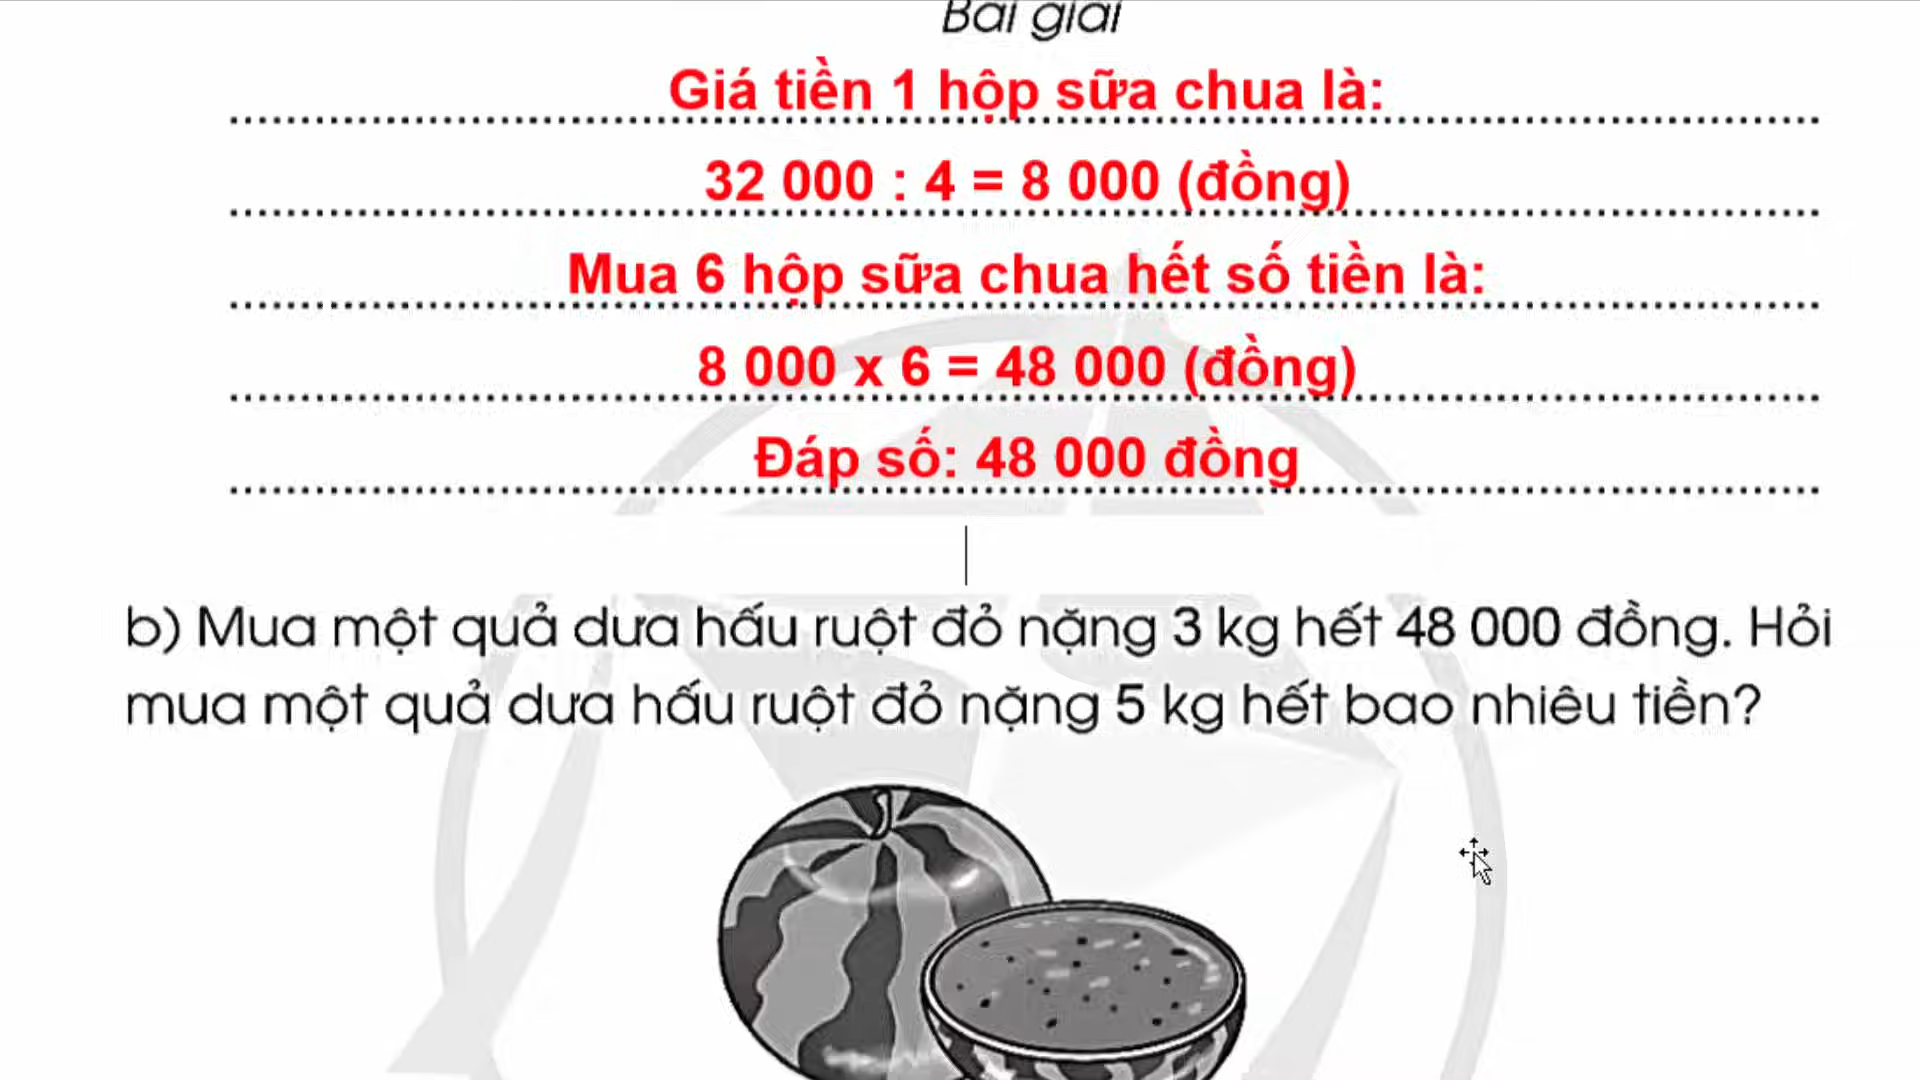 Bài giải
Giá tiền 1 hộp sữa chua là:
32 000 : 4 = 8 000 (đồng)
Mua 6 hộp sữa chua hết số tiền là:
8 000 x 6 = 48 000 (đồng)
Đáp số: 48 000 đồng
b) Mua một quả dưa hấu ruột đỏ nặng 3 kg hết 48 000 đồng. Hỏi
mua một quả dưa hấu ruột đỏ nặng 5 kg hết bao nhiêu tiền?